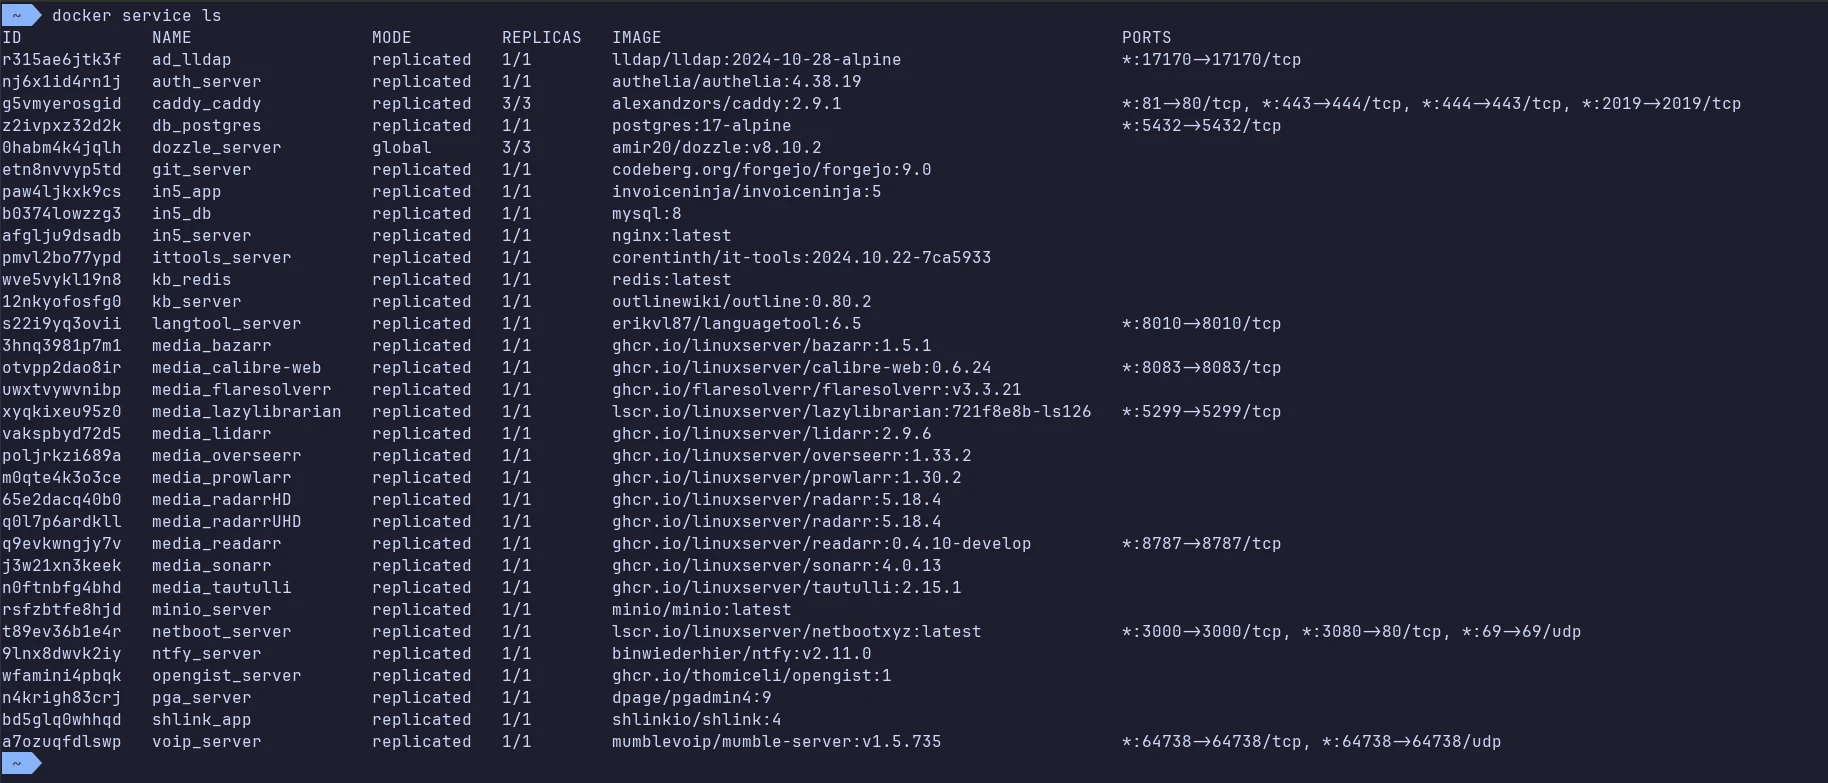 ~ docker service ls
ID             NAME                  MODE         REPLICAS   IMAGE                                              PORTS
r315ae6jtk3f   ad_lldap              replicated   1/1        lldap/lldap:2024-10-28-alpine                      *:17170->17170/tcp
nj6x1id4rn1j   auth_server           replicated   1/1        authelia/authelia:4.38.19
g5vmyerosgid   caddy_caddy           replicated   3/3        alexandzors/caddy:2.9.1                            *:81->80/tcp, *:443->444/tcp, *:444->443/tcp, *:2019->2019/tcp
z2ivpxz32d2k   db_postgres           replicated   1/1        postgres:17-alpine                                 *:5432->5432/tcp
0habm4k4jqlh   dozzle_server         global       3/3        amir20/dozzle:v8.10.2
etn8nvvyp5td   git_server            replicated   1/1        codeberg.org/forgejo/forgejo:9.0
paw4ljkxk9cs   in5_app               replicated   1/1        invoiceninja/invoiceninja:5
b0374lowzzg3   in5_db                replicated   1/1        mysql:8
afglju9dsadb   in5_server            replicated   1/1        nginx:latest
pmvl2bo77ypd   ittools_server        replicated   1/1        corentinth/it-tools:2024.10.22-7ca5933
wve5vykl19n8   kb_redis              replicated   1/1        redis:latest
12nkyofosfg0   kb_server             replicated   1/1        outlinewiki/outline:0.80.2
s22i9yq3ovii   langtool_server       replicated   1/1        erikvl87/languagetool:6.5                          *:8010->8010/tcp
3hnq3981p7m1   media_bazarr          replicated   1/1        ghcr.io/linuxserver/bazarr:1.5.1
otvpp2dao8ir   media_calibre-web     replicated   1/1        ghcr.io/linuxserver/calibre-web:0.6.24             *:8083->8083/tcp
uwxtvywvnibp   media_flaresolverr    replicated   1/1        ghcr.io/flaresolverr/flaresolverr:v3.3.21
xyqkixeu95z0   media_lazylibrarian   replicated   1/1        lscr.io/linuxserver/lazylibrarian:721f8e8b-ls126   *:5299->5299/tcp
vakspbyd72d5   media_lidarr          replicated   1/1        ghcr.io/linuxserver/lidarr:2.9.6
poljrkzi689a   media_overseerr       replicated   1/1        ghcr.io/linuxserver/overseerr:1.33.2
m0qte4k3o3ce   media_prowlarr        replicated   1/1        ghcr.io/linuxserver/prowlarr:1.30.2
65e2dacq40b0   media_radarrHD        replicated   1/1        ghcr.io/linuxserver/radarr:5.18.4
q0l7p6ardkll   media_radarrUHD       replicated   1/1        ghcr.io/linuxserver/radarr:5.18.4
q9evkwngjy7v   media_readarr         replicated   1/1        ghcr.io/linuxserver/readarr:0.4.10-develop         *:8787->8787/tcp
j3w21xn3keek   media_sonarr          replicated   1/1        ghcr.io/linuxserver/sonarr:4.0.13
n0ftnbfg4bhd   media_tautulli        replicated   1/1        ghcr.io/linuxserver/tautulli:2.15.1
rsfzbtfe8hjd   minio_server          replicated   1/1        minio/minio:latest
t89ev36b1e4r   netboot_server        replicated   1/1        lscr.io/linuxserver/netbootxyz:latest              *:3000->3000/tcp, *:3080->80/tcp, *:69->69/udp
9lnx8dwvk2iy   ntfy_server           replicated   1/1        binwiederhier/ntfy:v2.11.0
wfamini4pbqk   opengist_server       replicated   1/1        ghcr.io/thomiceli/opengist:1
n4krigh83crj   pga_server            replicated   1/1        dpage/pgadmin4:9
bd5glq0whhqd   shlink_app            replicated   1/1        shlinkio/shlink:4
a7ozuqfdlswp   voip_server           replicated   1/1        mumblevoip/mumble-server:v1.5.735                  *:64738->64738/tcp, *:64738->64738/udp
~